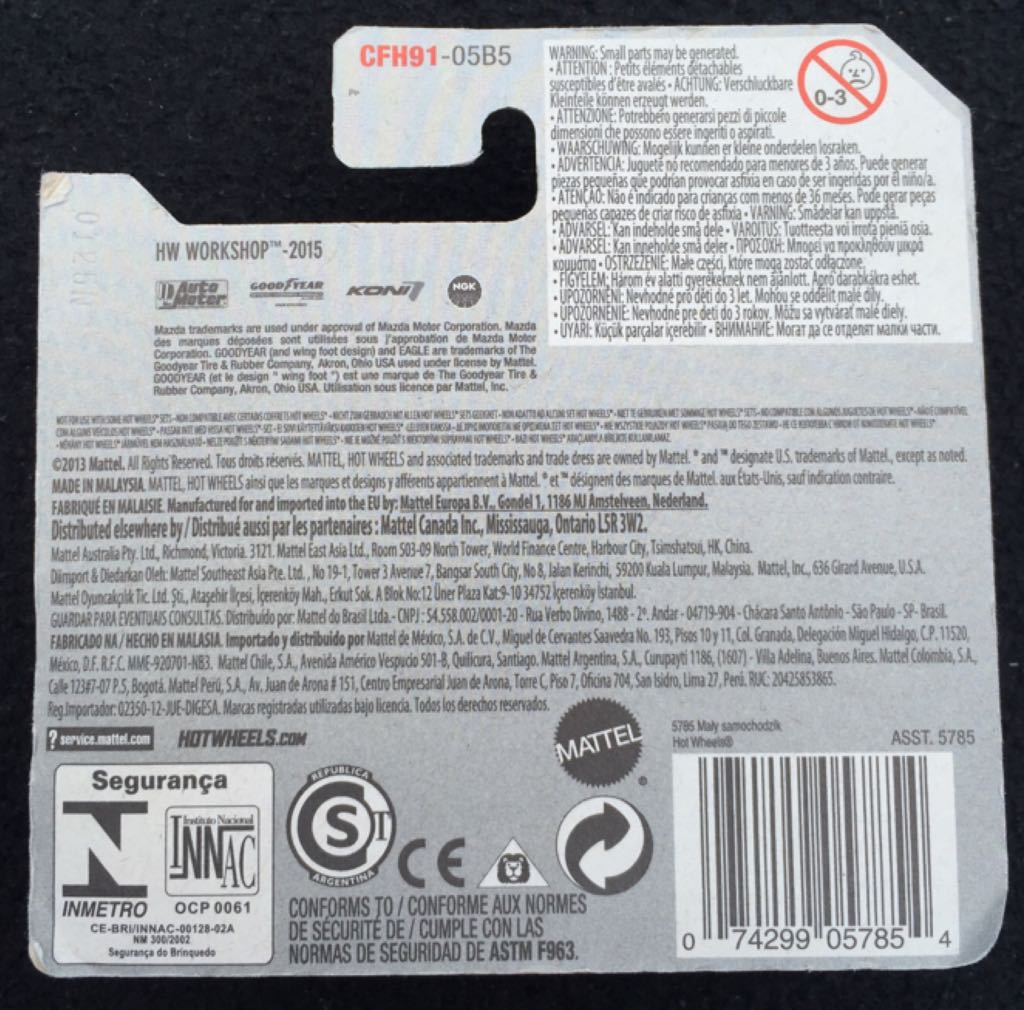 CFH91-05B5
WARNING: Small parts may be generated.
• ATTENTION : Petits éléments détachables
susceptibles d'être avalés • ACHTUNG: Verschluckbare
Kleinteile können erzeugt werden.
• ATTENZIONE: Potrebbero generarsi pezzi di piccole
dimensioni che possono essere ingeriti o aspirati.
• WAARSCHUWING: Mogelijk kunnen er kleine onderdelen losraken.
• ADVERTENCIA: Juguete no recomendado para menores de 3 años. Puede generar
piezas pequeñas que podrían provocar asfixia en caso de ser ingeridas por el niño/a.
• ATENÇÃO: Não é indicado para crianças com menos de 36 meses. Pode gerar peças
pequenas capazes de criar risco de asfixia • VARNING: Smådelar kan uppstå.
• ADVARSEL: Kan indeholde små dele • VAROITUS: Tuotteesta voi irrota pieniä osia.
• ADVARSEL: Kan inneholde små deler • ΠΡΟΣΟΧΗ: Μπορεί να προκληθούν μικρά
κομμάτια • OSTRZEŻENIE: Małe części, które mogą zostać odłączone.
• FIGYELEM: Három év alatti gyerekeknek nem ajánlott. Apró darabkákra eshet.
• UPOZORNĚNÍ: Nevhodné pro děti do 3 let. Mohou se oddělit malé díly.
• UPOZORNENIE: Nevhodné pre deti do 3 rokov. Môžu sa vytvárať malé diely.
• UYARI: Küçük parçalar içerebilir • ВНИМАНИЕ: Могат да се отделят малки части.
0-3
HW WORKSHOP™-2015
Auto Meter GOODYEAR KONI NGK
Mazda trademarks are used under approval of Mazda Motor Corporation. Mazda
des marques déposées sont utilisées sous l'approbation de Mazda Motor
Corporation. GOODYEAR (and wing foot design) and EAGLE are trademarks of The
Goodyear Tire & Rubber Company, Akron, Ohio USA used under license by Mattel.
GOODYEAR (et le design " wing foot ") est une marque de The Goodyear Tire &
Rubber Company, Akron, Ohio USA. Utilisation sous licence par Mattel, Inc.
NOT FOR USE WITH SOME HOT WHEELS® SETS • NON COMPATIBLE AVEC CERTAINS COFFRETS HOT WHEELS®
©2013 Mattel. All Rights Reserved. Tous droits réservés. MATTEL, HOT WHEELS and associated trademarks and trade dress are owned by Mattel. ® and ™ designate U.S. trademarks of Mattel, except as noted.
MADE IN MALAYSIA. MATTEL, HOT WHEELS ainsi que les marques et designs y afférents appartiennent à Mattel. ® et ™ désignent des marques de Mattel aux États-Unis, sauf indication contraire.
FABRIQUÉ EN MALAISIE. Manufactured for and imported into the EU by: Mattel Europa B.V., Gondel 1, 1186 MJ Amstelveen, Nederland.
Distributed elsewhere by / Distribué aussi par les partenaires : Mattel Canada Inc., Mississauga, Ontario L5R 3W2.
Mattel Australia Pty. Ltd., Richmond, Victoria. 3121. Mattel East Asia Ltd., Room 503-09 North Tower, World Finance Centre, Harbour City, Tsimshatsui, HK, China.
Diimport & Diedarkan Oleh: Mattel Southeast Asia Pte. Ltd. , No 19-1, Tower 3 Avenue 7, Bangsar South City, No 8, Jalan Kerinchi, 59200 Kuala Lumpur, Malaysia. Mattel, Inc., 636 Girard Avenue, U.S.A.
Mattel Oyuncakçılık Tic. Ltd. Şti., Ataşehir İlçesi, İçerenköy Mah., Erkut Sok. A Blok No:12 Üner Plaza Kat:9-10 34752 İçerenköy İstanbul.
GUARDAR PARA EVENTUAIS CONSULTAS. Distribuido por: Mattel do Brasil Ltda.- CNPJ : 54.558.002/0001-20 - Rua Verbo Divino, 1488 - 2º. Andar - 04719-904 - Chácara Santo Antônio - São Paulo - SP- Brasil.
FABRICADO NA / HECHO EN MALASIA. Importado y distribuido por Mattel de México, S.A. de C.V., Miguel de Cervantes Saavedra No. 193, Pisos 10 y 11, Col. Granada, Delegación Miguel Hidalgo, C.P. 11520,
México, D.F. R.F.C. MME-920701-NB3. Mattel Chile, S.A., Avenida Américo Vespucio 501-B, Quilicura, Santiago. Mattel Argentina, S.A., Curupaytí 1186, (1607) - Villa Adelina, Buenos Aires. Mattel Colombia, S.A.,
Calle 123#7-07 P.5, Bogotá. Mattel Perú, S.A., Av. Juan de Arona # 151, Centro Empresarial Juan de Arona, Torre C, Piso 7, Oficina 704, San Isidro, Lima 27, Perú. RUC: 20425853865.
Reg.Importador: 02350-12-JUE-DIGESA. Marcas registradas utilizadas bajo licencia. Todos los derechos reservados.
? service.mattel.com HOTWHEELS.COM
MATTEL
5785 Mały samochodzik
Hot Wheels®
ASST. 5785
Segurança
Instituto Nacional
INNAC
INMETRO OCP 0061
CE-BRI/INNAC-00128-02A
NM 300/2002
Segurança do Brinquedo
REPUBLICA
S
ARGENTINA
CE
CONFORMS TO / CONFORME AUX NORMES
DE SÉCURITÉ DE / CUMPLE CON LAS
NORMAS DE SEGURIDAD DE ASTM F963.
0 74299 05785 4